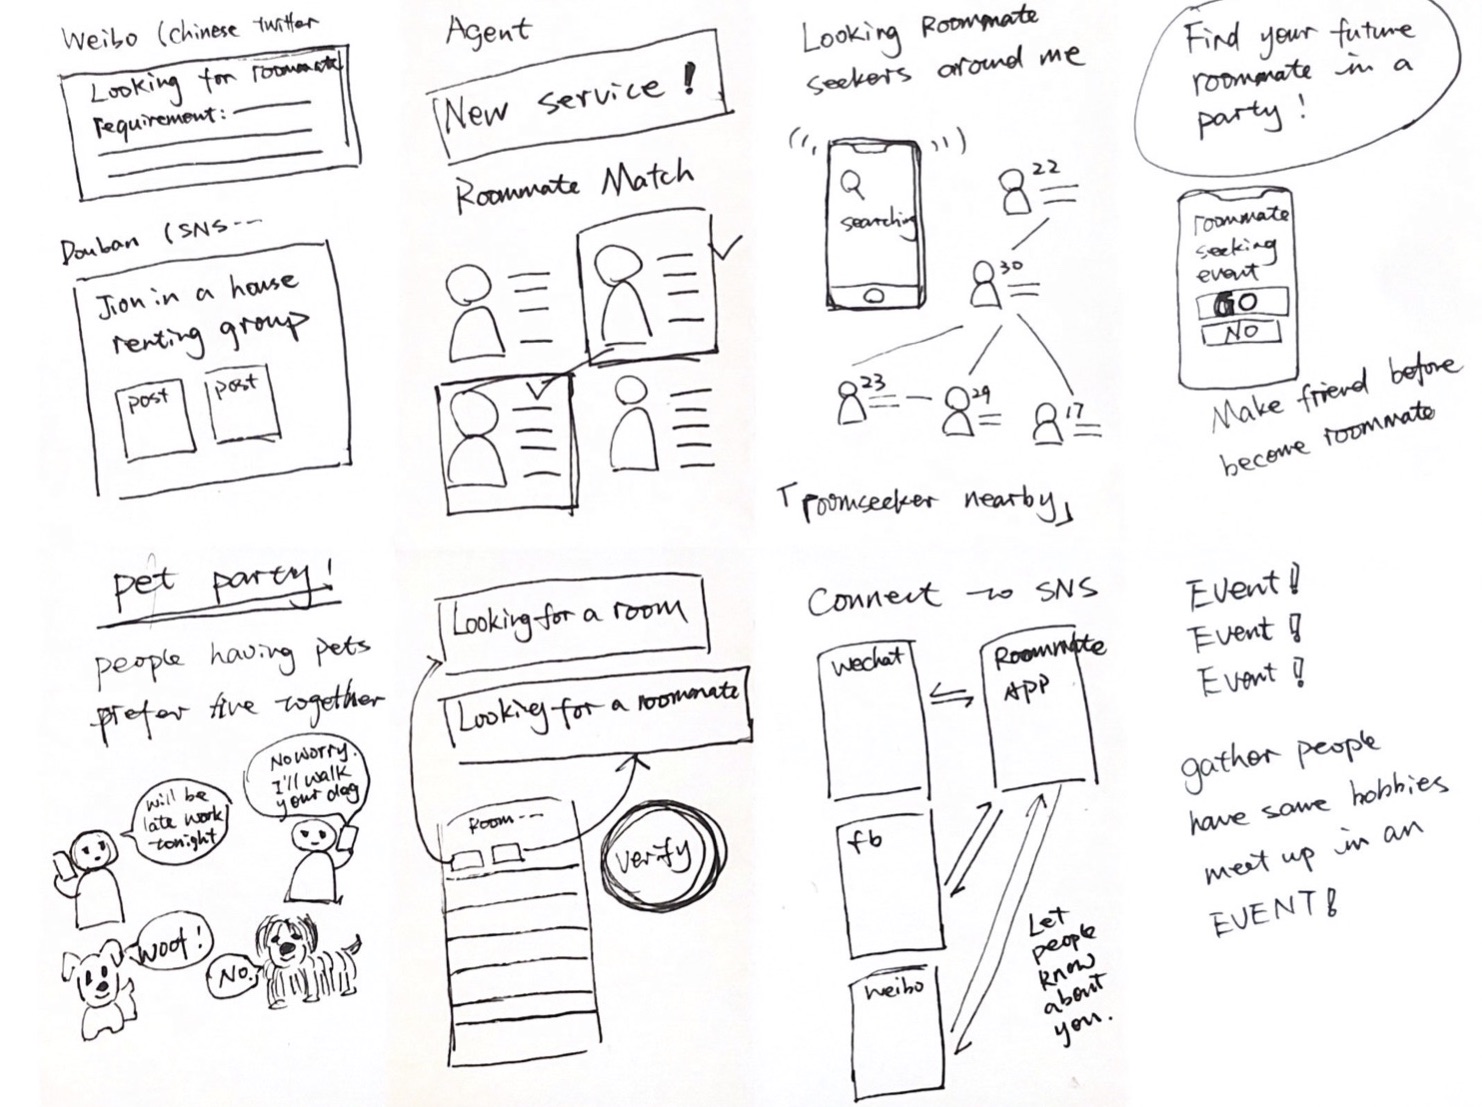 Weibo (Chinese twitter
Looking for roommate
requirement:
Douban (SNS---
Jion in a house
renting group
post
post
Agent
New service!
Roommate Match
Looking Roommate
seekers around me
searching
22
30
23
29
17
「roomseeker nearby」
Find your future
roommate in a
party!
roommate
seeking
event
GO
NO
Make friend before
become roommate
pet party!
people having pets
prefer live together
will be
late work
tonight
No worry.
I'll walk
your dog
Woof!
No.
Looking for a room
Looking for a roommate
Room---
verify
Connect to SNS
wechat
Roommate
APP
fb
weibo
Let
people
know
about
you.
Event!
Event!
Event!
gather people
have same hobbies
meet up in an
EVENT!